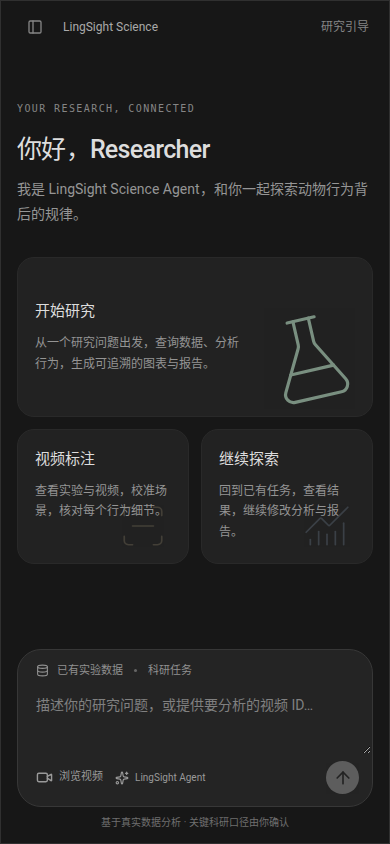 LingSight Science
研究引导
YOUR RESEARCH, CONNECTED
你好，Researcher
我是 LingSight Science Agent，和你一起探索动物行为背
后的规律。
开始研究
从一个研究问题出发，查询数据、分析
行为，生成可追溯的图表与报告。
视频标注
查看实验与视频，校准场
景，核对每个行为细节。
继续探索
回到已有任务，查看结
果，继续修改分析与报
告。
已有实验数据 • 科研任务
描述你的研究问题，或提供要分析的视频 ID…
浏览视频
LingSight Agent
基于真实数据分析 · 关键科研口径由你确认